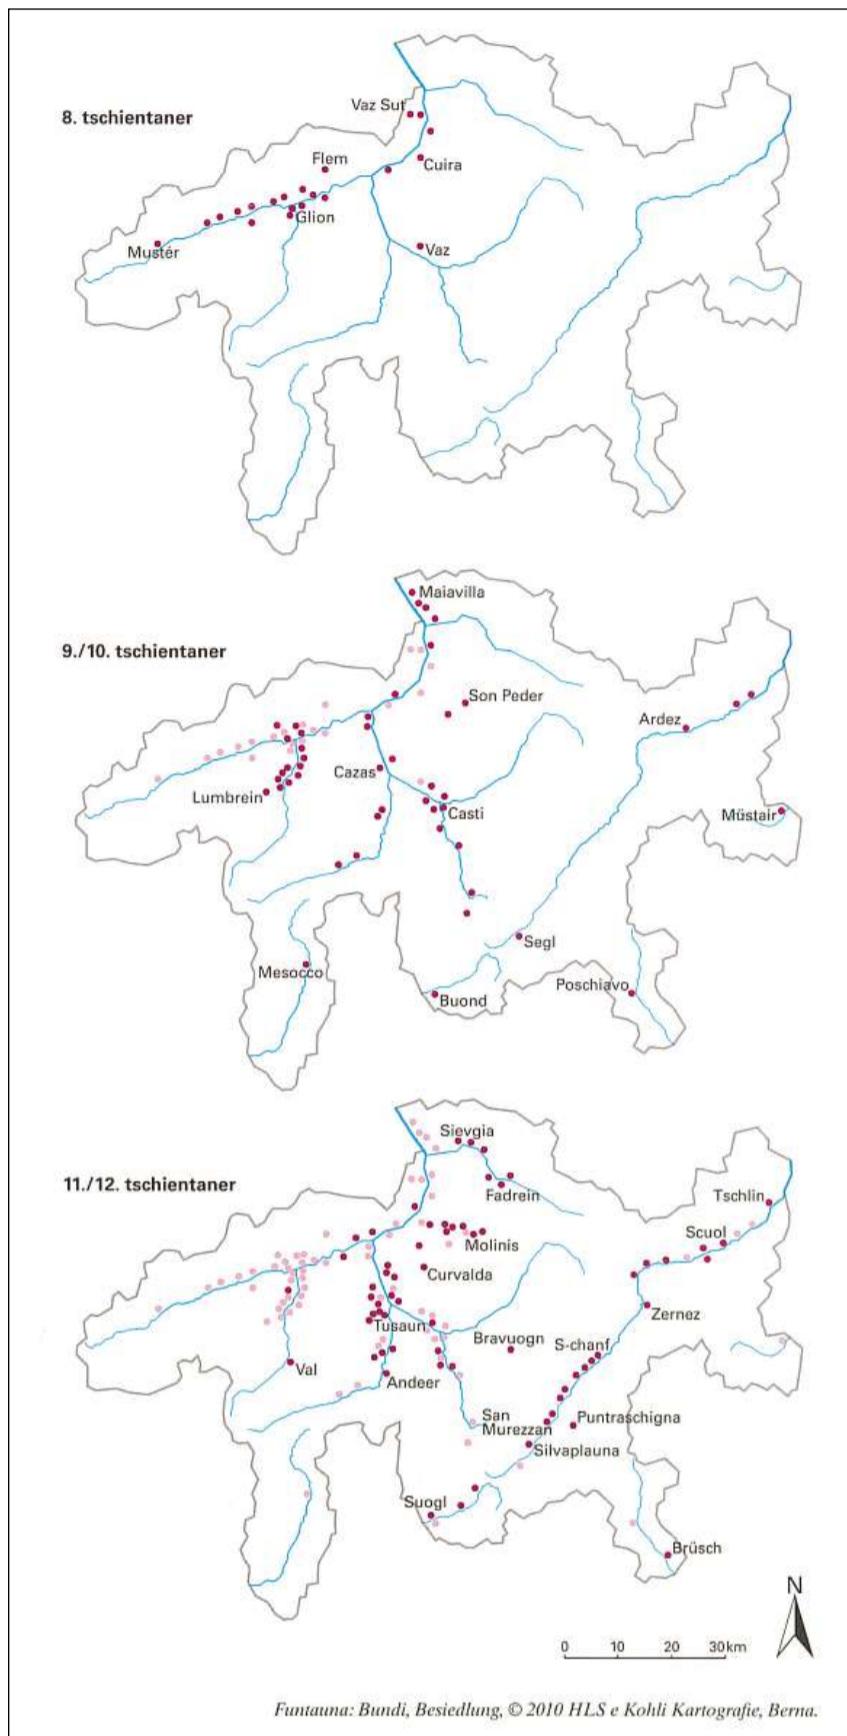 8. tschientaner
Vaz Sut
Flem
Cuira
Glion
Mustér
Vaz
9./10. tschientaner
Maiavilla
Son Peder
Ardez
Cazas
Lumbrein
Casti
Müstair
Segl
Mesocco
Buond
Poschiavo
11./12. tschientaner
Sievgia
Fadrein
Tschlin
Molinis
Scuol
Curvalda
Zernez
Tusaun
Bravuogn
S-chanf
Val
Andeer
San
Murezzan
Puntraschigna
Silvaplauna
Suogl
Brüsch
N
0 10 20 30 km
Funtauna: Bundi, Besiedlung, © 2010 HLS e Kohli Kartografie, Berna.